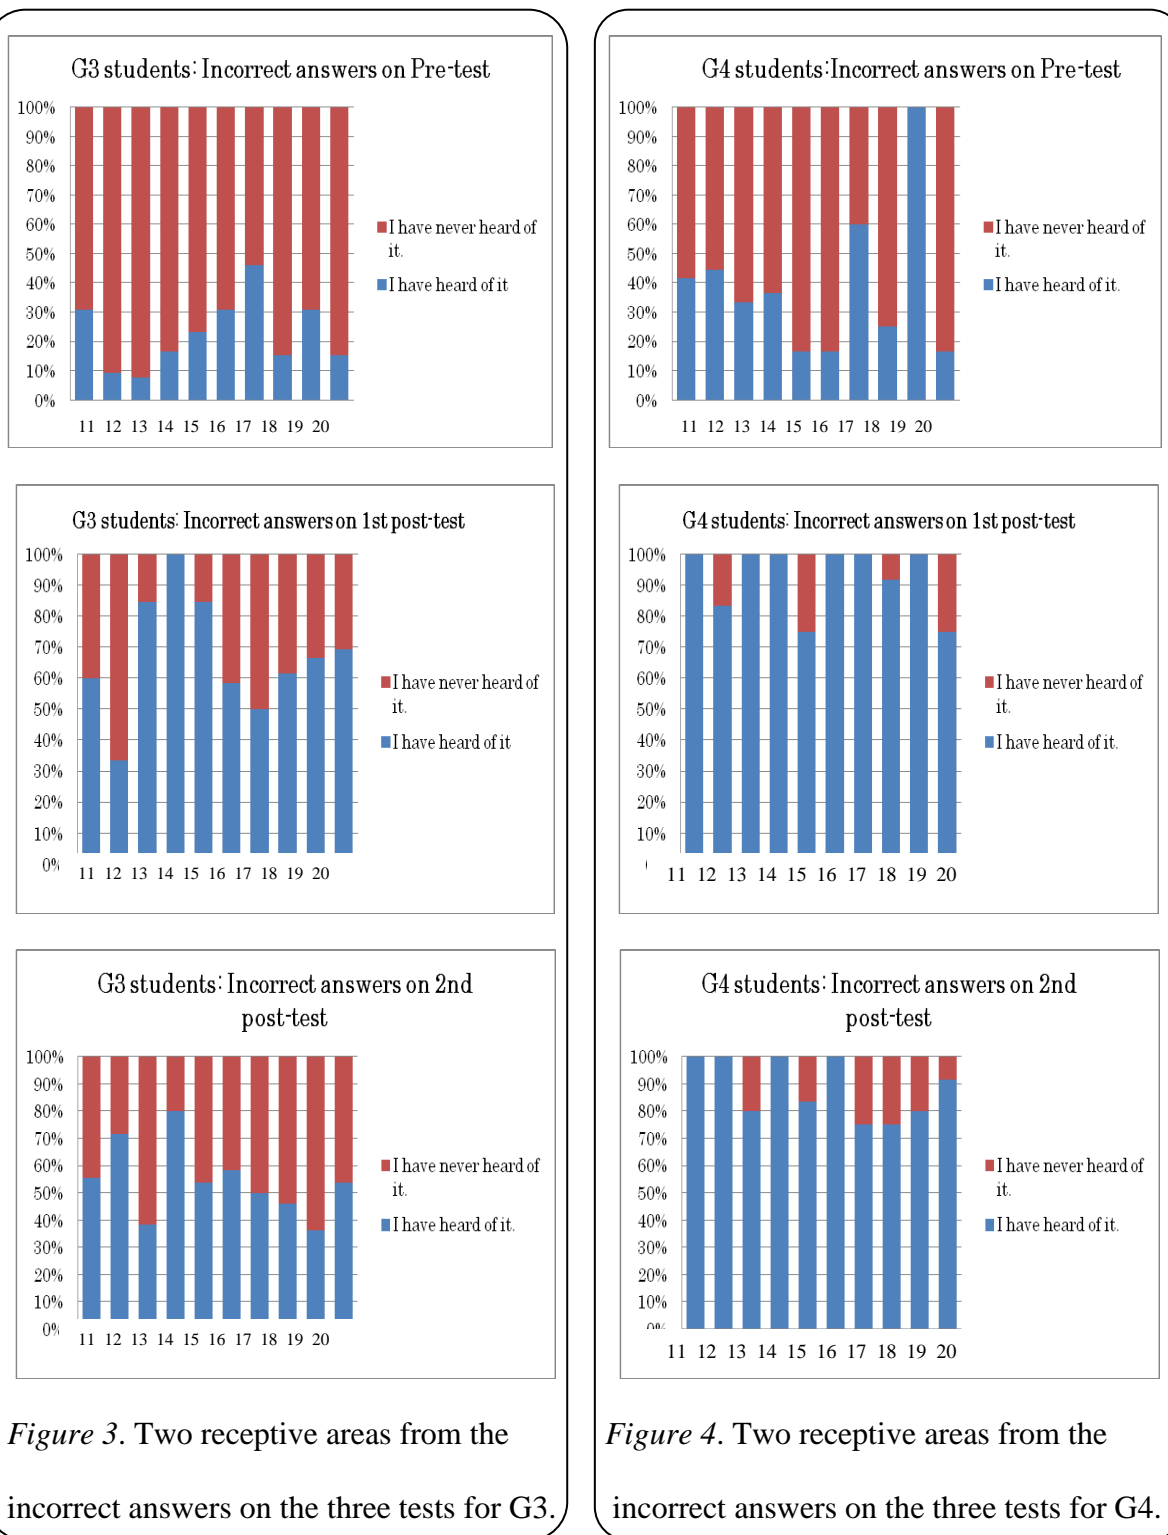 G3 students: Incorrect answers on Pre-test
100%
90%
80%
70%
60%
50%
40%
30%
20%
10%
0%
11 12 13 14 15 16 17 18 19 20
I have never heard of
it.
I have heard of it
G3 students: Incorrect answers on 1st post-test
100%
90%
80%
70%
60%
50%
40%
30%
20%
10%
0%
11 12 13 14 15 16 17 18 19 20
I have never heard of
it.
I have heard of it
G3 students: Incorrect answers on 2nd
post-test
100%
90%
80%
70%
60%
50%
40%
30%
20%
10%
0%
11 12 13 14 15 16 17 18 19 20
I have never heard of
it.
I have heard of it.
Figure 3. Two receptive areas from the
incorrect answers on the three tests for G3.
G4 students:Incorrect answers on Pre-test
100%
90%
80%
70%
60%
50%
40%
30%
20%
10%
0%
11 12 13 14 15 16 17 18 19 20
I have never heard of
it.
I have heard of it.
G4 students: Incorrect answers on 1st post-test
100%
90%
80%
70%
60%
50%
40%
30%
20%
10%
11 12 13 14 15 16 17 18 19 20
I have never heard of
it.
I have heard of it.
G4 students: Incorrect answers on 2nd
post-test
100%
90%
80%
70%
60%
50%
40%
30%
20%
10%
0%
11 12 13 14 15 16 17 18 19 20
I have never heard of
it.
I have heard of it.
Figure 4. Two receptive areas from the
incorrect answers on the three tests for G4.